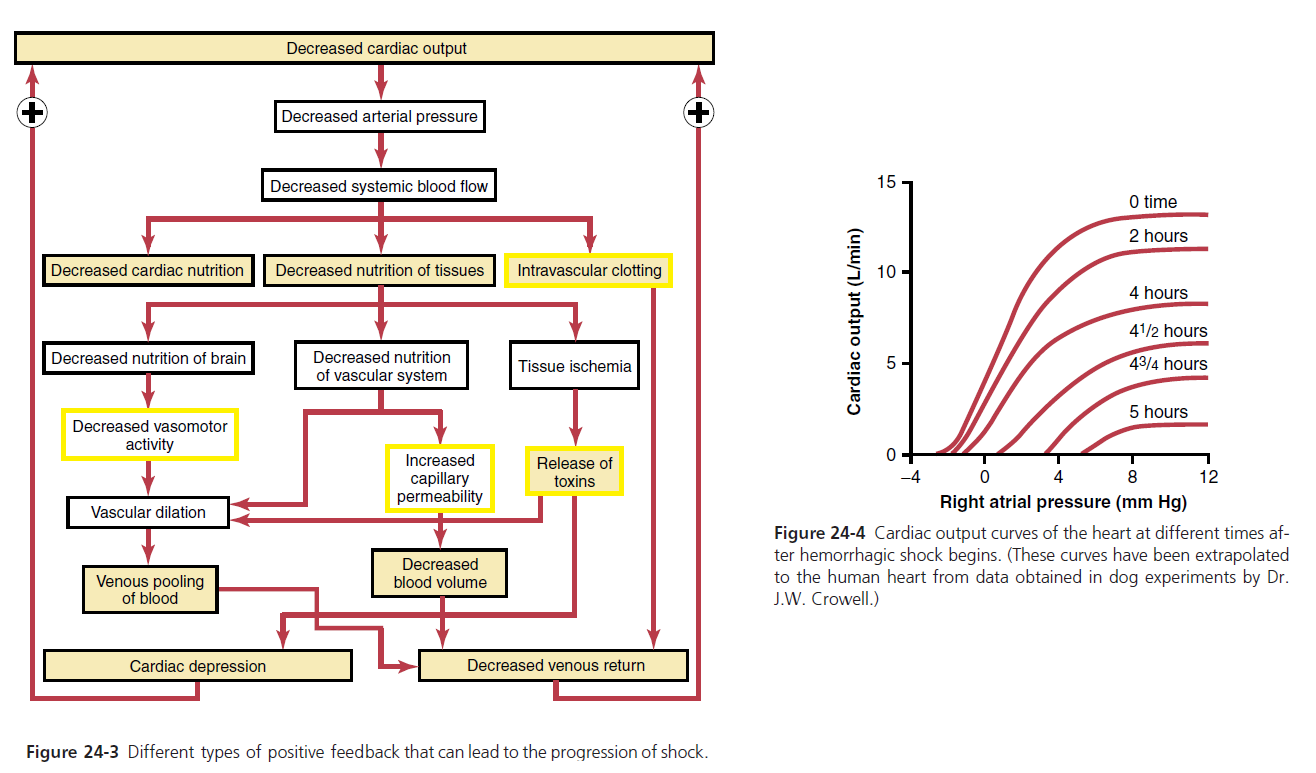 Decreased cardiac output
+
+
Decreased arterial pressure
Decreased systemic blood flow
Decreased cardiac nutrition
Decreased nutrition of tissues
Intravascular clotting
Decreased nutrition of brain
Decreased nutrition
of vascular system
Tissue ischemia
Decreased vasomotor
activity
Increased
capillary
permeability
Release of
toxins
Vascular dilation
Venous pooling
of blood
Decreased
blood volume
Cardiac depression
Decreased venous return
Figure 24-3 Different types of positive feedback that can lead to the progression of shock.
Cardiac output (L/min)
15
10
5
0
0 time
2 hours
4 hours
4 1/2 hours
4 3/4 hours
5 hours
–4
0
4
8
12
Right atrial pressure (mm Hg)
Figure 24-4 Cardiac output curves of the heart at different times af-
ter hemorrhagic shock begins. (These curves have been extrapolated
to the human heart from data obtained in dog experiments by Dr.
J.W. Crowell.)